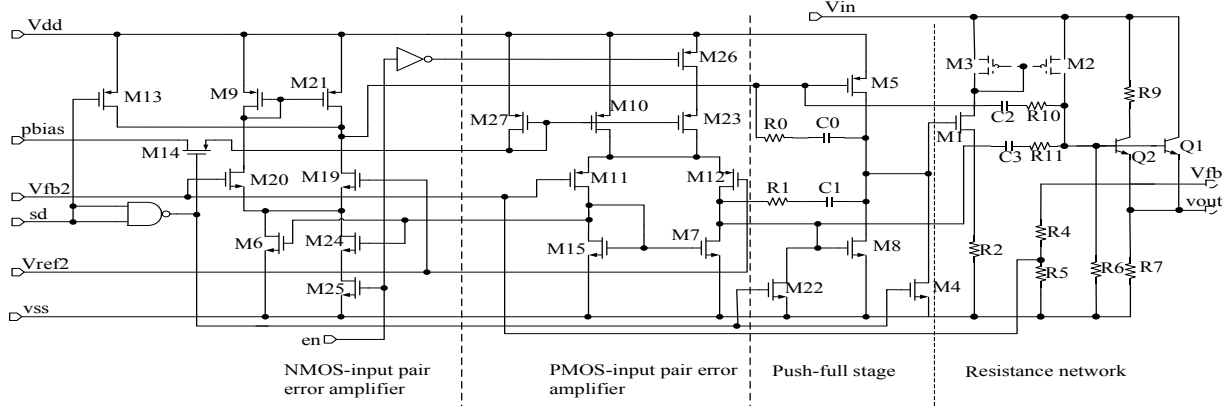 Vin
Vdd
M26
M3
M2
M21
M13
M9
M5
R9
M10
C2
R10
pbias
M27
M23
R0
C0
M1
M14
C3
R11
Q2
Q1
M20
M19
M11
M12
Vfb
Vfb2
R1
C1
vout
sd
M6
M24
M15
M7
M8
R2
R4
Vref2
R5
R6
R7
M25
M22
M4
vss
en
NMOS-input pair
error amplifier
PMOS-input pair error
amplifier
Push-full stage
Resistance network